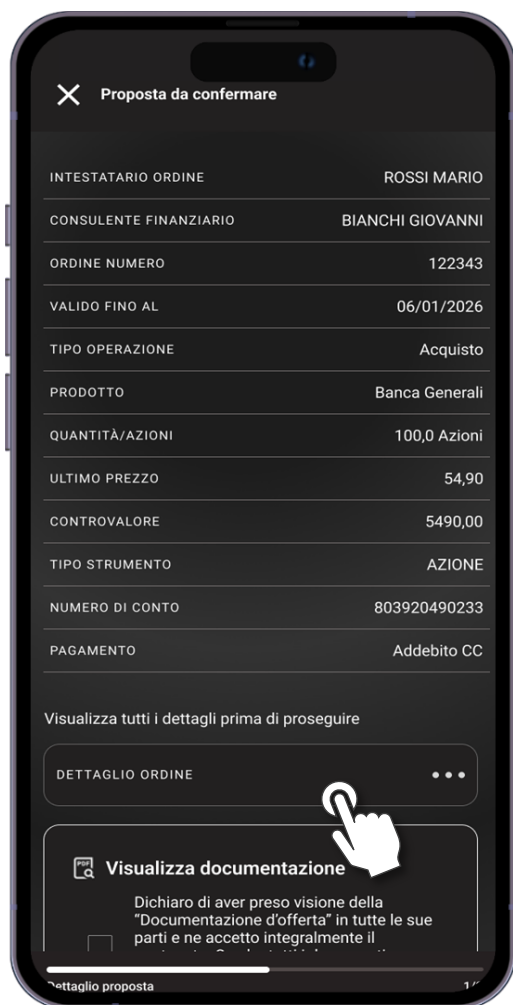 Proposta da confermare
INTESTATARIO ORDINE ROSSI MARIO
CONSULENTE FINANZIARIO BIANCHI GIOVANNI
ORDINE NUMERO 122343
VALIDO FINO AL 06/01/2026
TIPO OPERAZIONE Acquisto
PRODOTTO Banca Generali
QUANTITÀ/AZIONI 100,0 Azioni
ULTIMO PREZZO 54,90
CONTROVALORE 5490,00
TIPO STRUMENTO AZIONE
NUMERO DI CONTO 803920490233
PAGAMENTO Addebito CC
Visualizza tutti i dettagli prima di proseguire
DETTAGLIO ORDINE
PDF
Visualizza documentazione
Dichiaro di aver preso visione della
“Documentazione d’offerta” in tutte le sue
parti e ne accetto integralmente il
Dettaglio proposta